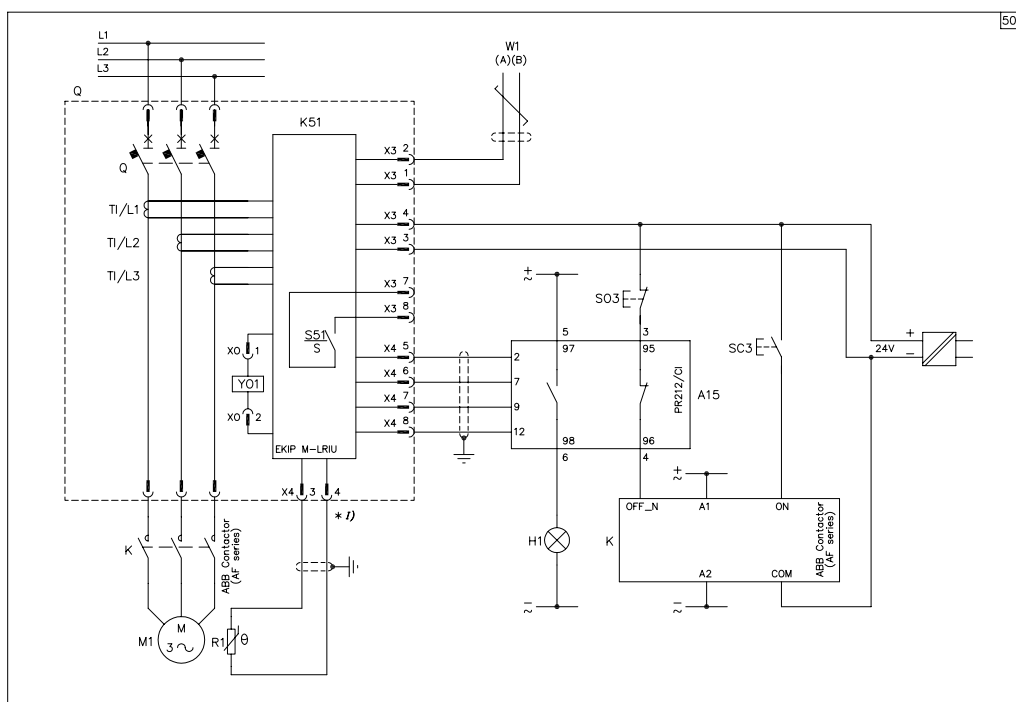 50
L1
L2
L3
Q
W1
(A)(B)
K51
X3 2
X3 1
Q
TI/L1
X3 4
TI/L2
X3 3
TI/L3
X3 7
X3 8
S51
S
+
~
S03
5
3
97
95
SC3
+
24V
-
X0 1
Y01
X0 2
X4 5
X4 6
X4 7
X4 8
2
7
9
12
PR212/CI
A15
98
96
6
4
EKIP M-LRIU
X4 3 4
* 1)
+
~
OFF_N
A1
ON
K
ABB Contactor
(AF series)
H1
K
ABB Contactor
(AF series)
A2
COM
-
~
-
~
M1
M
3 ~
R1
θ